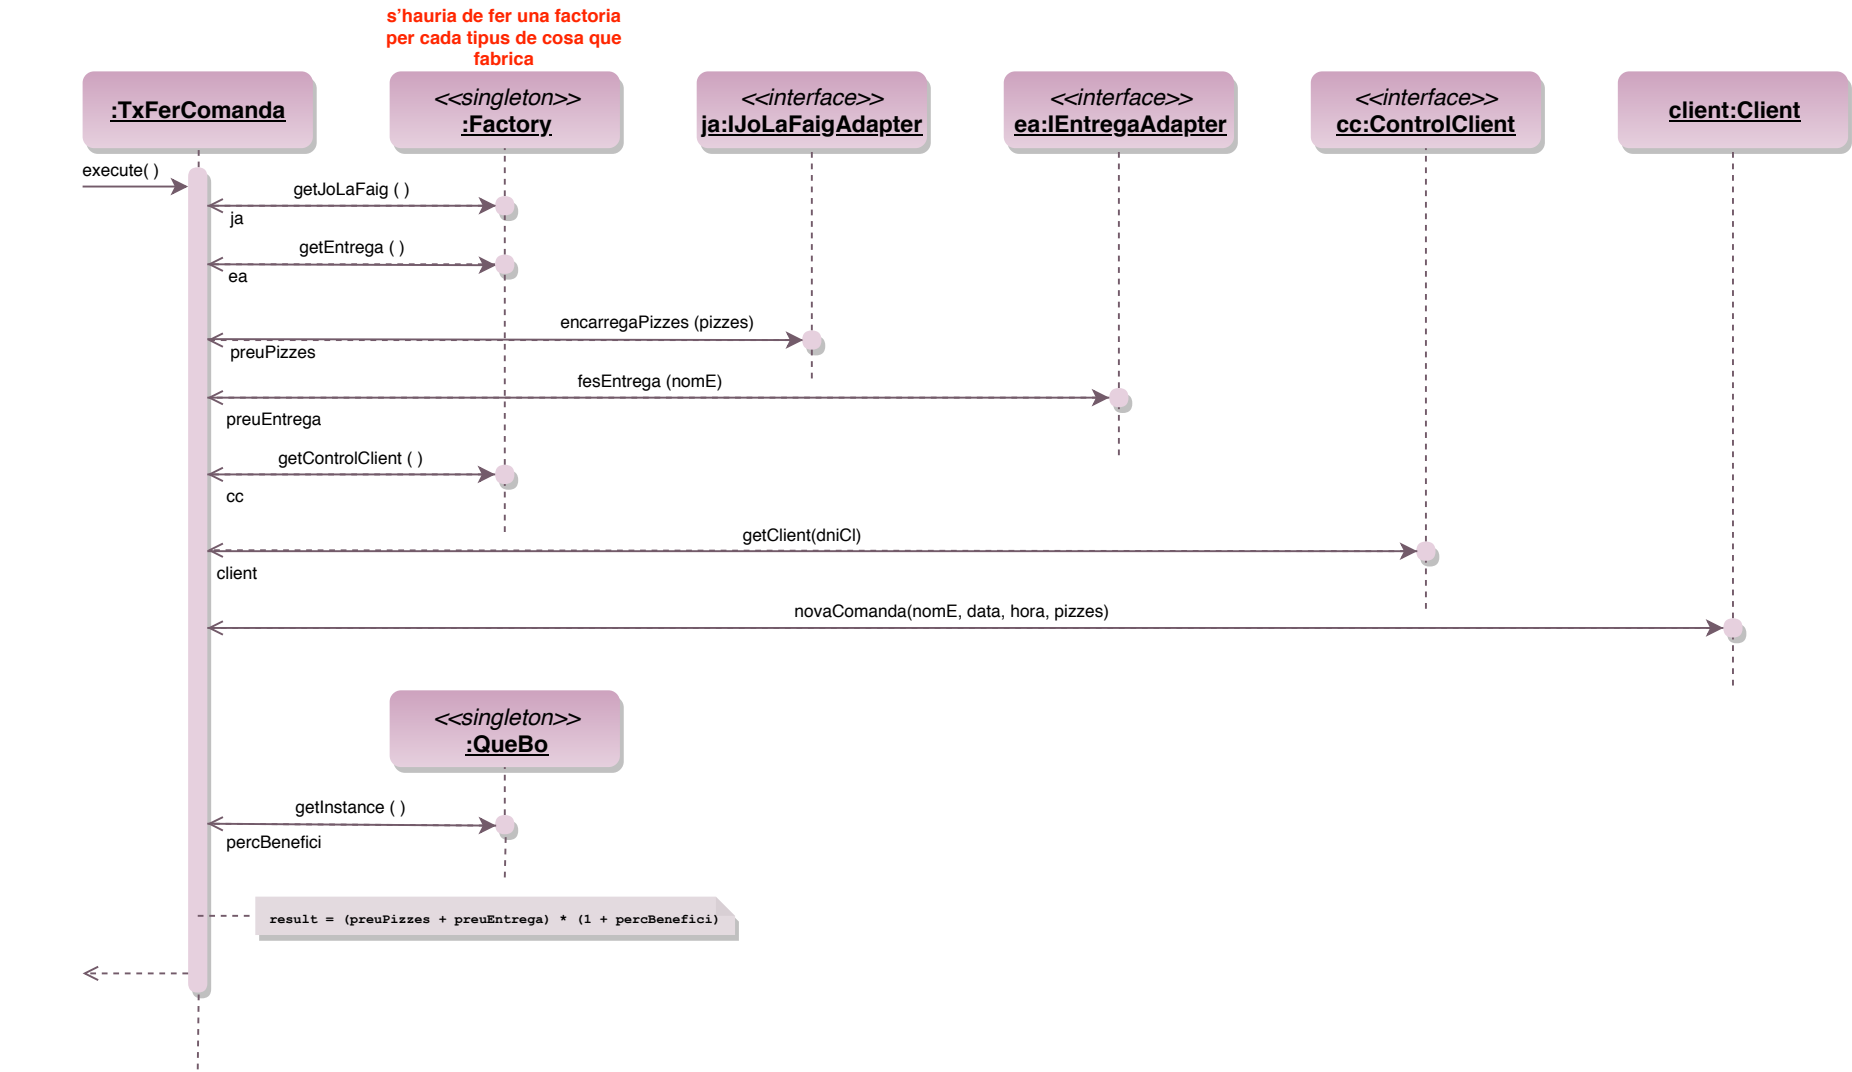 s'hauria de fer una factoria
per cada tipus de cosa que
fabrica
:TxFerComanda
<<singleton>>
:Factory
<<interface>>
ja:IJoLaFaigAdapter
<<interface>>
ea:IEntregaAdapter
<<interface>>
cc:ControlClient
client:Client
execute( )
getJoLaFaig ( )
ja
getEntrega ( )
ea
encarregaPizzes (pizzes)
preuPizzes
fesEntrega (nomE)
preuEntrega
getControlClient ( )
cc
getClient(dniCl)
client
novaComanda(nomE, data, hora, pizzes)
<<singleton>>
:QueBo
getInstance ( )
percBenefici
result = (preuPizzes + preuEntrega) * (1 + percBenefici)